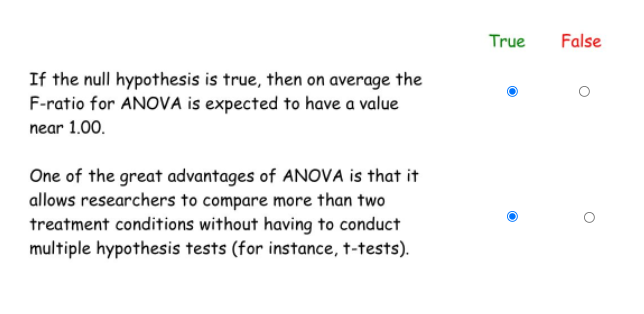 True False
If the null hypothesis is true, then on average the
F-ratio for ANOVA is expected to have a value
near 1.00.
One of the great advantages of ANOVA is that it
allows researchers to compare more than two
treatment conditions without having to conduct
multiple hypothesis tests (for instance, t-tests).